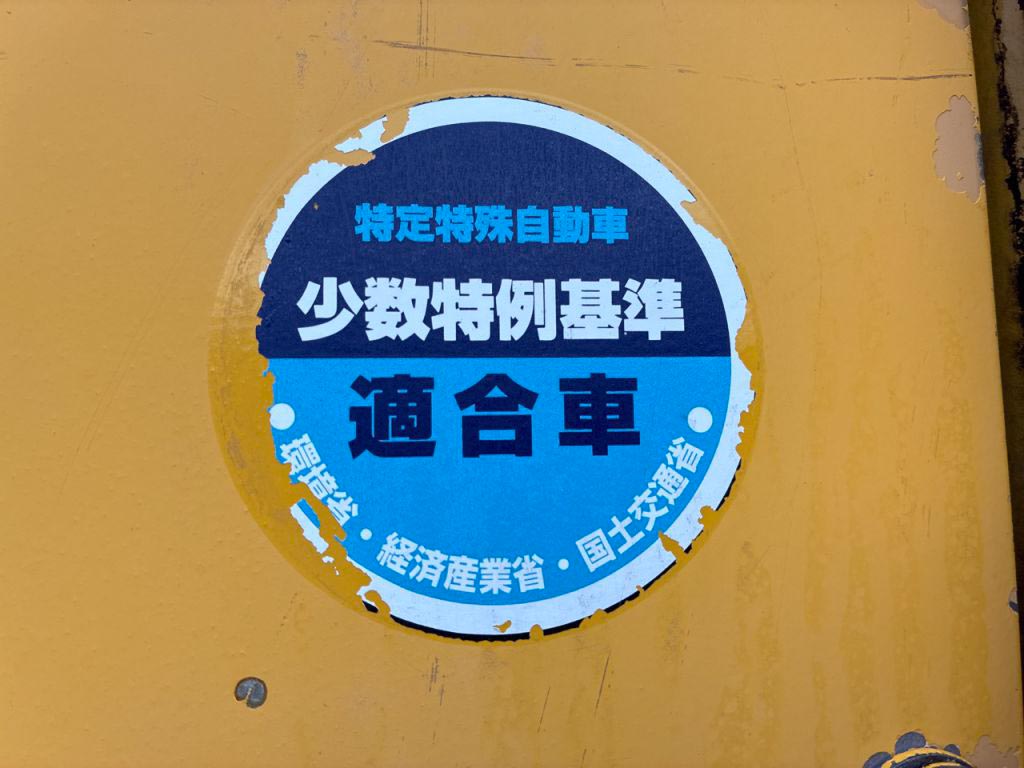 特定特殊自動車
少数特例基準
適合車
環境省・経済産業省・国土交通省